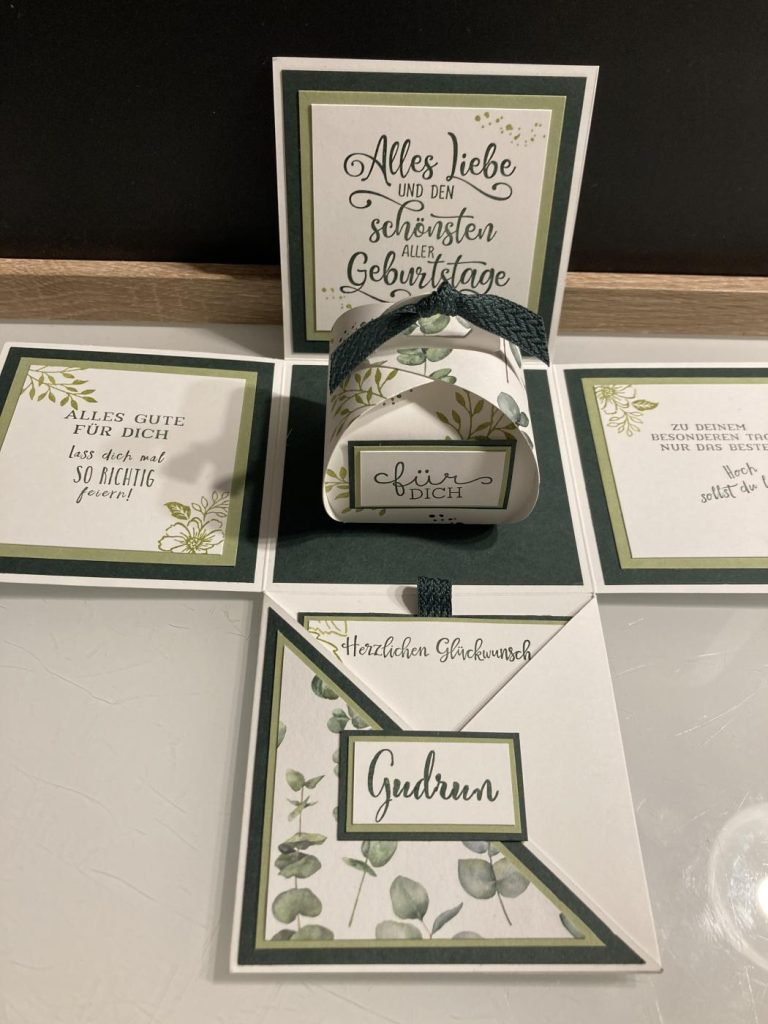 Alles Liebe
UND DEN
schönsten
ALLER
Geburtstage
ALLES GUTE
FÜR DICH
lass dich mal
SO RICHTIG
feiern!
für
DICH
ZU DEINEM
BESONDEREN TAG
NUR DAS BESTE
Hoch
sollst du
Herzlichen Glückwunsch
Gudrun